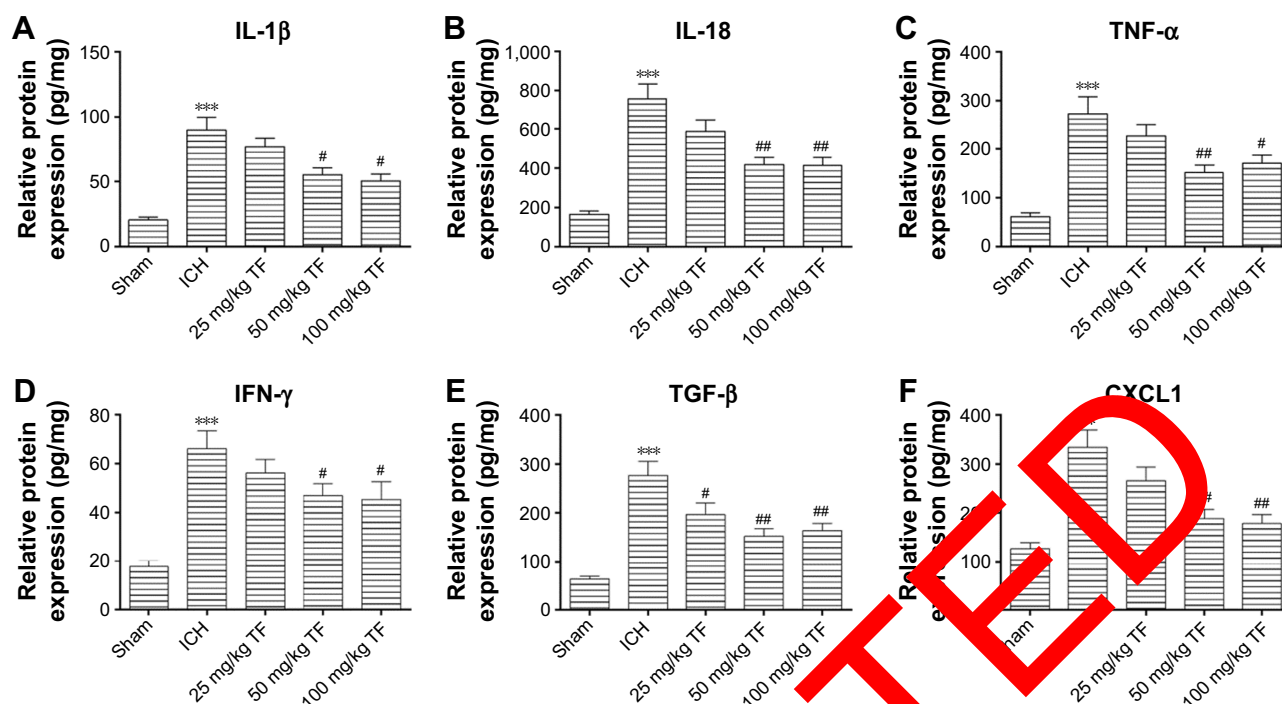 A
IL-1β
Relative protein
expression (pg/mg)
150
100
50
0
***
#
#
Sham
ICH
25 mg/kg TF
50 mg/kg TF
100 mg/kg TF
B
IL-18
Relative protein
expression (pg/mg)
1,000
800
600
400
200
0
***
##
##
Sham
ICH
25 mg/kg TF
50 mg/kg TF
100 mg/kg TF
C
TNF-α
Relative protein
expression (pg/mg)
400
300
200
100
0
***
##
#
Sham
ICH
25 mg/kg TF
50 mg/kg TF
100 mg/kg TF
D
IFN-γ
Relative protein
expression (pg/mg)
80
60
40
20
0
***
#
#
Sham
ICH
25 mg/kg TF
50 mg/kg TF
100 mg/kg TF
E
TGF-β
Relative protein
expression (pg/mg)
400
300
200
100
0
***
#
##
##
Sham
ICH
25 mg/kg TF
50 mg/kg TF
100 mg/kg TF
F
CXCL1
Relative protein
expression (pg/mg)
400
300
200
100
0
##
Sham
25 mg/kg TF
50 mg/kg TF
100 mg/kg TF
TED